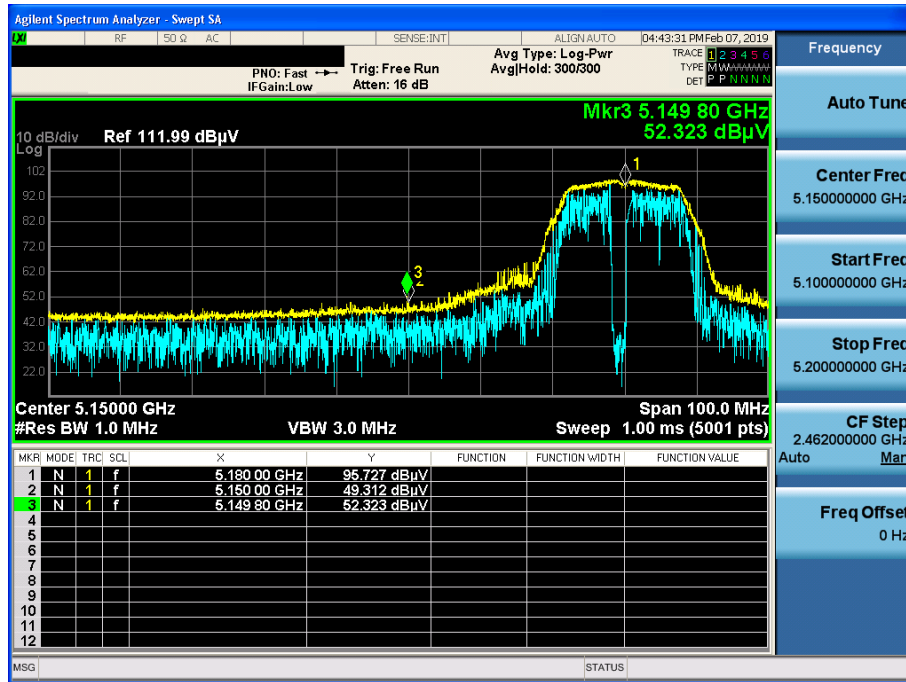 Agilent Spectrum Analyzer - Swept SA
LXI RF 50 Ω AC SENSE:INT ALIGN AUTO 04:43:31 PM Feb 07, 2019
Frequency
PNO: Fast Trig: Free Run Avg Type: Log-Pwr TRACE 1 2 3 4 5 6
IFGain:Low Atten: 16 dB Avg|Hold: 300/300 TYPE M W W W W W
DET P P N N N N
Auto Tune
Mkr3 5.149 80 GHz
52.323 dBµV
10 dB/div Ref 111.99 dBµV
Log
102
92.0
82.0
72.0
62.0
52.0
42.0
32.0
22.0
1
3
2
Center Freq
5.150000000 GHz
Start Freq
5.100000000 GHz
Stop Freq
5.200000000 GHz
Center 5.15000 GHz Span 100.0 MHz
#Res BW 1.0 MHz VBW 3.0 MHz Sweep 1.00 ms (5001 pts)
CF Step
2.462000000 GHz
Auto Man
MKR MODE TRC SCL X Y FUNCTION FUNCTION WIDTH FUNCTION VALUE
1 N 1 f 5.180 00 GHz 95.727 dBµV
2 N 1 f 5.150 00 GHz 49.312 dBµV
3 N 1 f 5.149 80 GHz 52.323 dBµV
4
5
6
7
8
9
10
11
12
Freq Offset
0 Hz
MSG STATUS